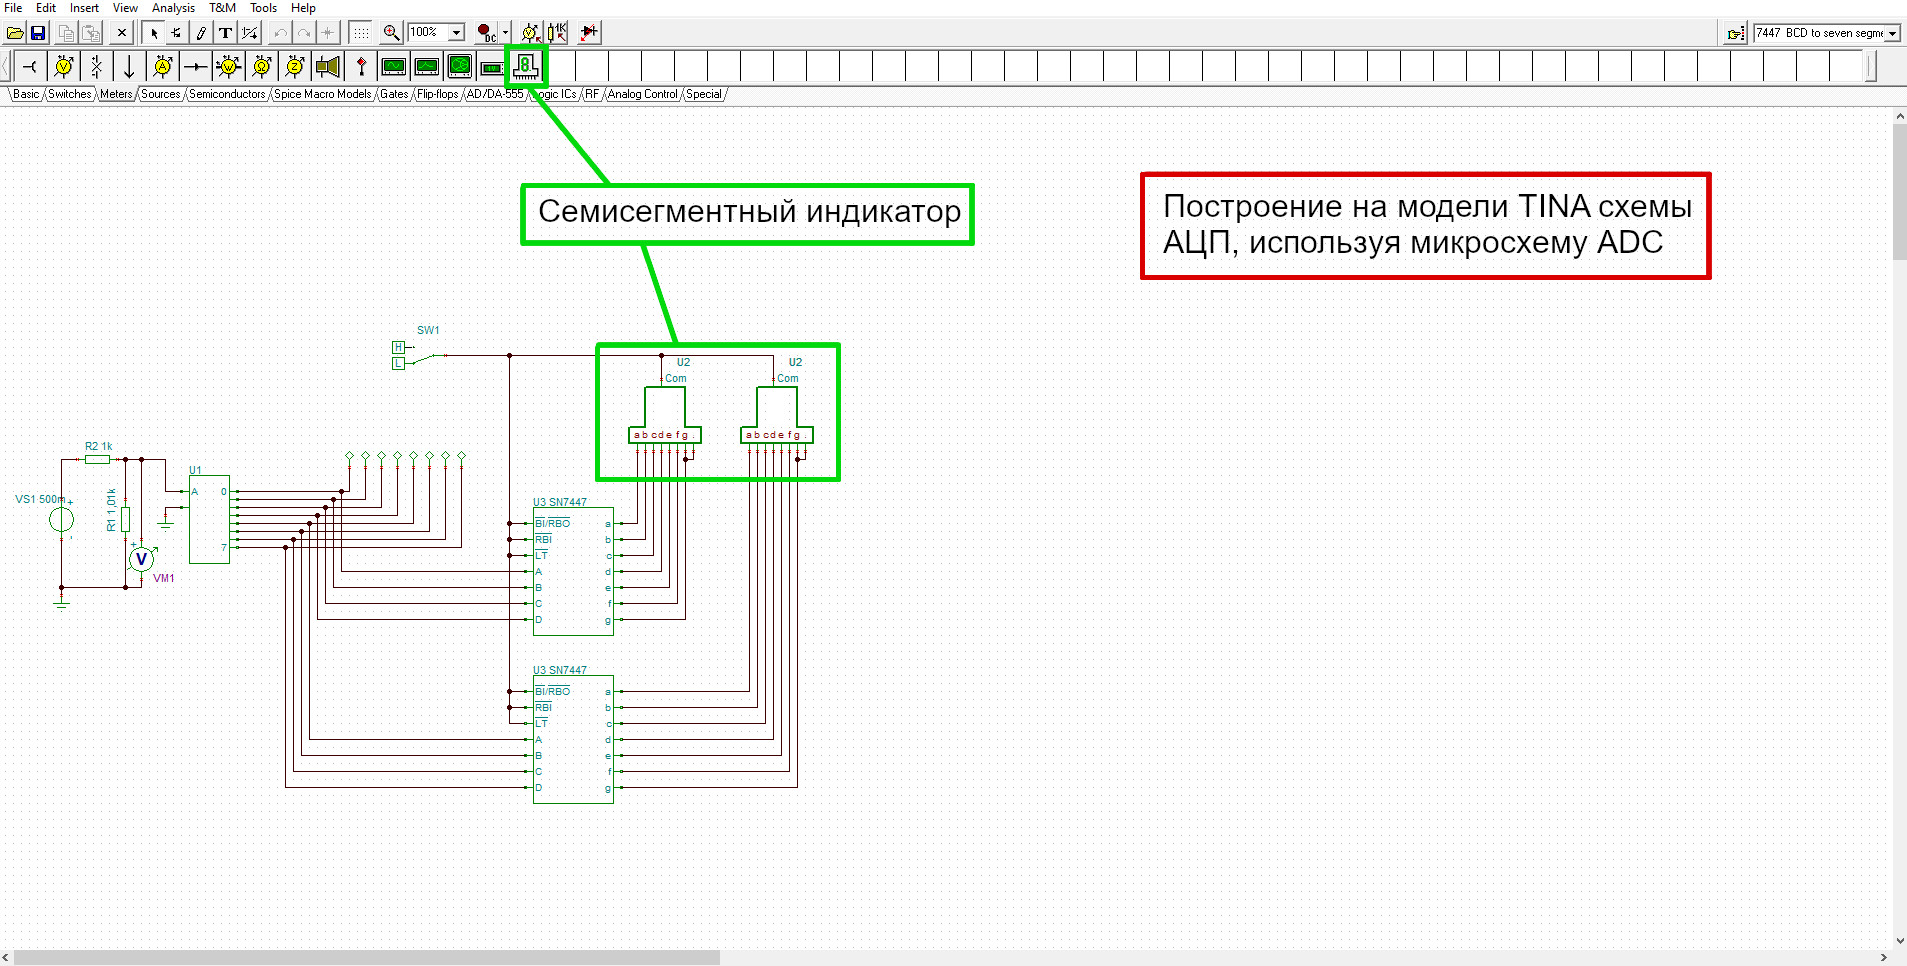 File Edit Insert View Analysis T&M Tools Help
100% DC 1K 7447 BCD to seven segme
Basic Switches Meters Sources Semiconductors Spice Macro Models Gates Flip-flops AD/DA-555 Logic ICs RF Analog Control Special
Семисегментный индикатор
Построение на модели TINA схемы
АЦП, используя микросхему ADC
SW1
H
L
U2 U2
Com Com
a b c d e f g . a b c d e f g .
R2 1k
VS1 500m
R1 1,01k
V
VM1
U1
A 0
7
U3 SN7447
BI/RBO a
RBI b
LT c
A d
B e
C f
D g
U3 SN7447
BI/RBO a
RBI b
LT c
A d
B e
C f
D g